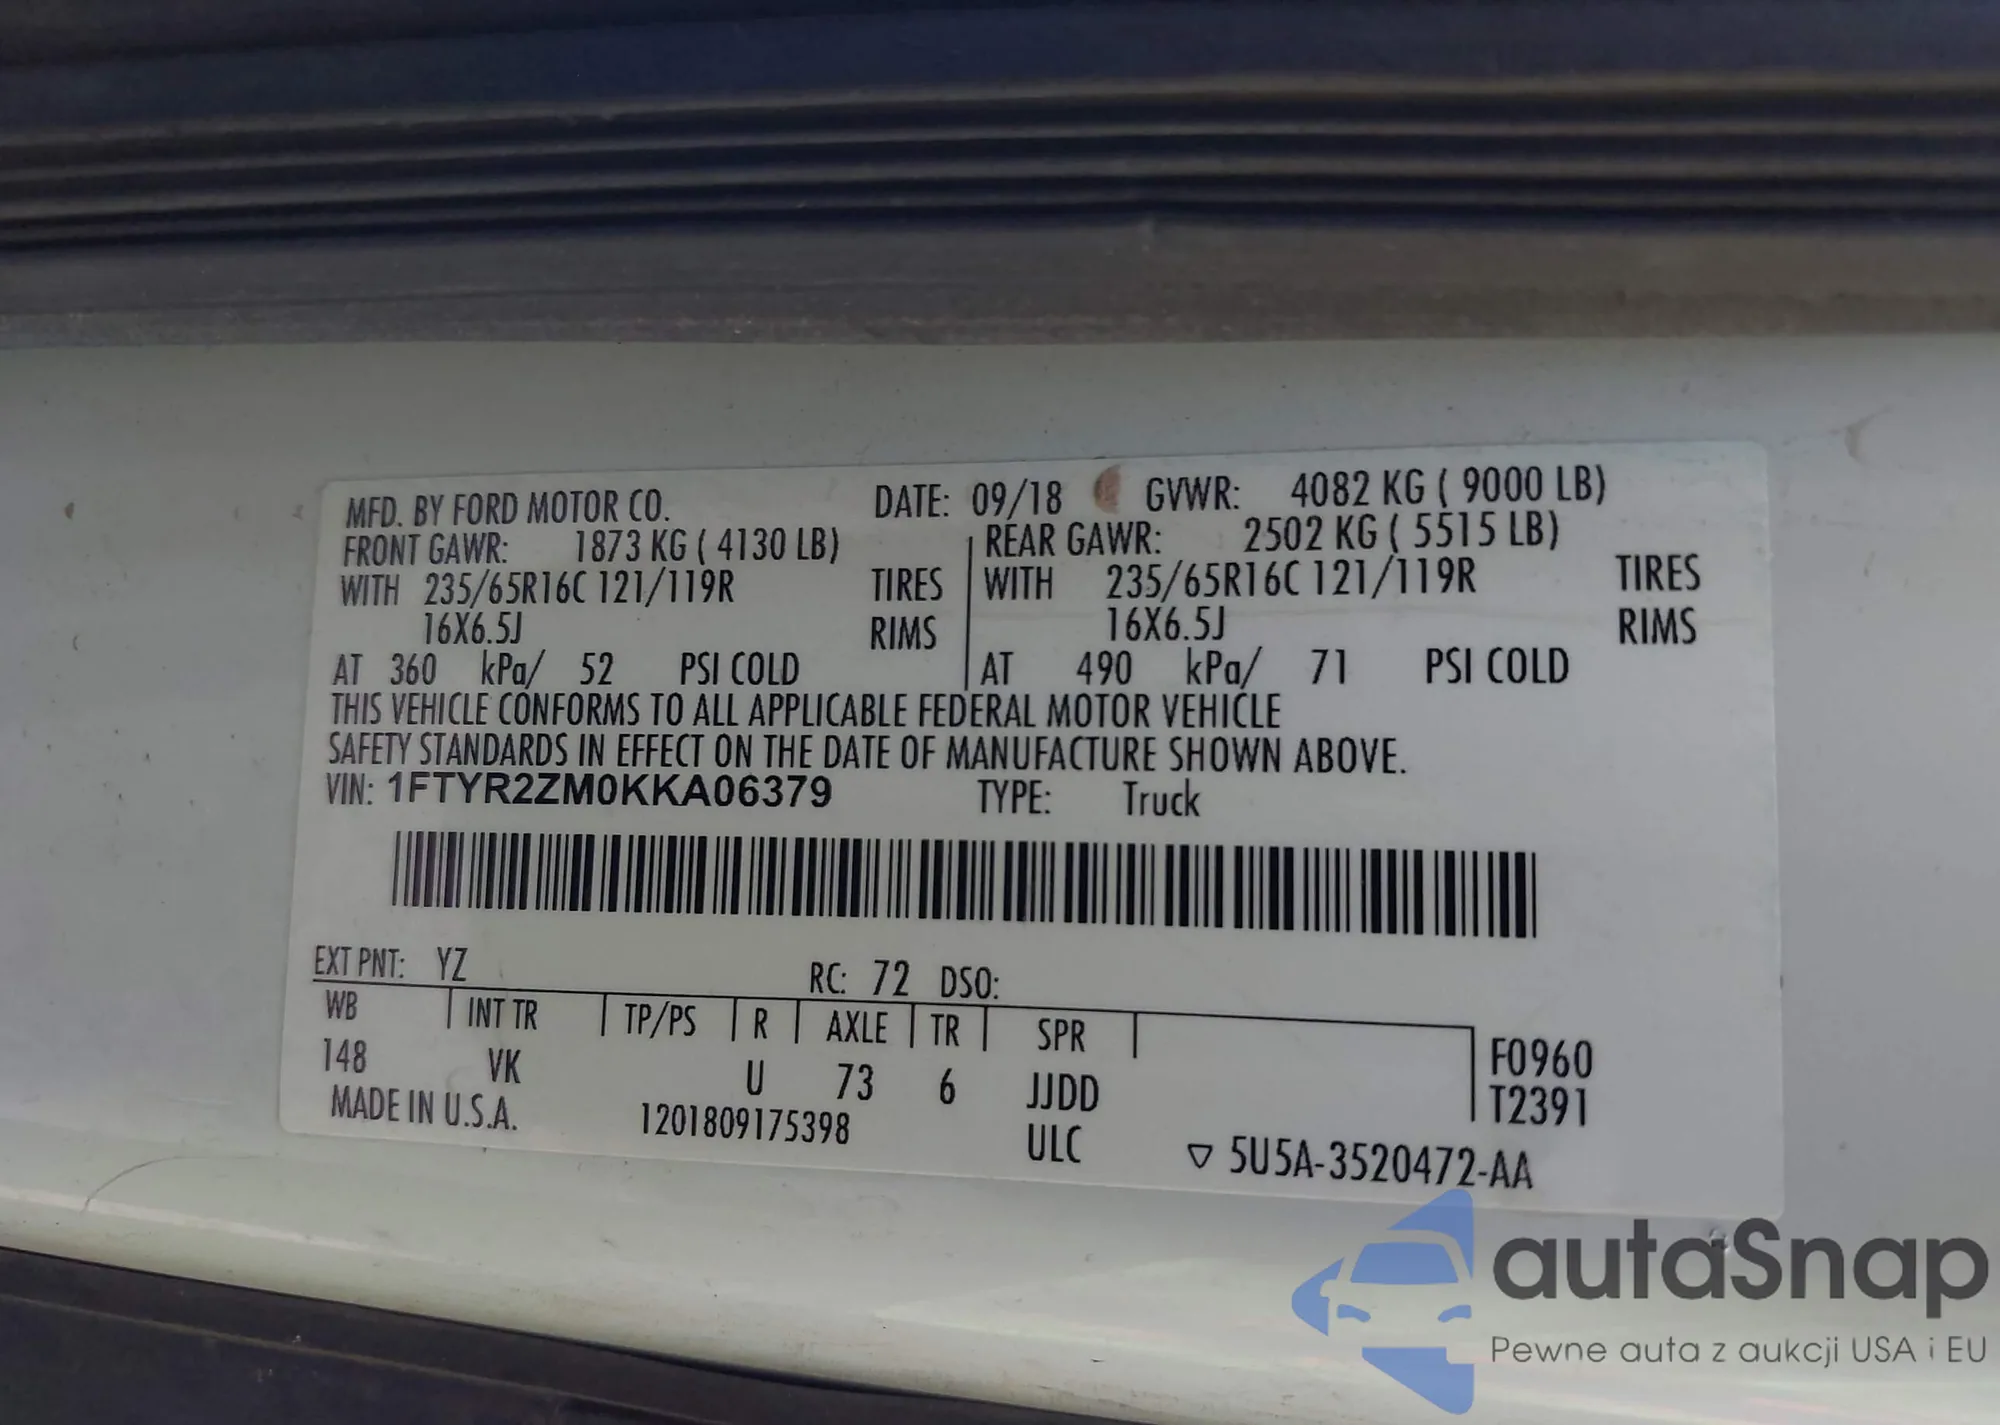 MFD. BY FORD MOTOR CO. DATE: 09/18 GVWR: 4082 KG ( 9000 LB)
FRONT GAWR: 1873 KG ( 4130 LB) REAR GAWR: 2502 KG ( 5515 LB)
WITH 235/65R16C 121/119R TIRES WITH 235/65R16C 121/119R TIRES
16X6.5J RIMS 16X6.5J RIMS
AT 360 kPa/ 52 PSI COLD AT 490 kPa/ 71 PSI COLD
THIS VEHICLE CONFORMS TO ALL APPLICABLE FEDERAL MOTOR VEHICLE
SAFETY STANDARDS IN EFFECT ON THE DATE OF MANUFACTURE SHOWN ABOVE.
VIN: 1FTYR2ZM0KKA06379 TYPE: Truck
EXT PNT: YZ RC: 72 DSO:
WB INT TR TP/PS R AXLE TR SPR F0960
148 VK U 73 6 JJDD T2391
MADE IN U.S.A. 1201809175398 ULC ▽ 5U5A-3520472-AA
autaSnap
Pewne auta z aukcji USA i EU